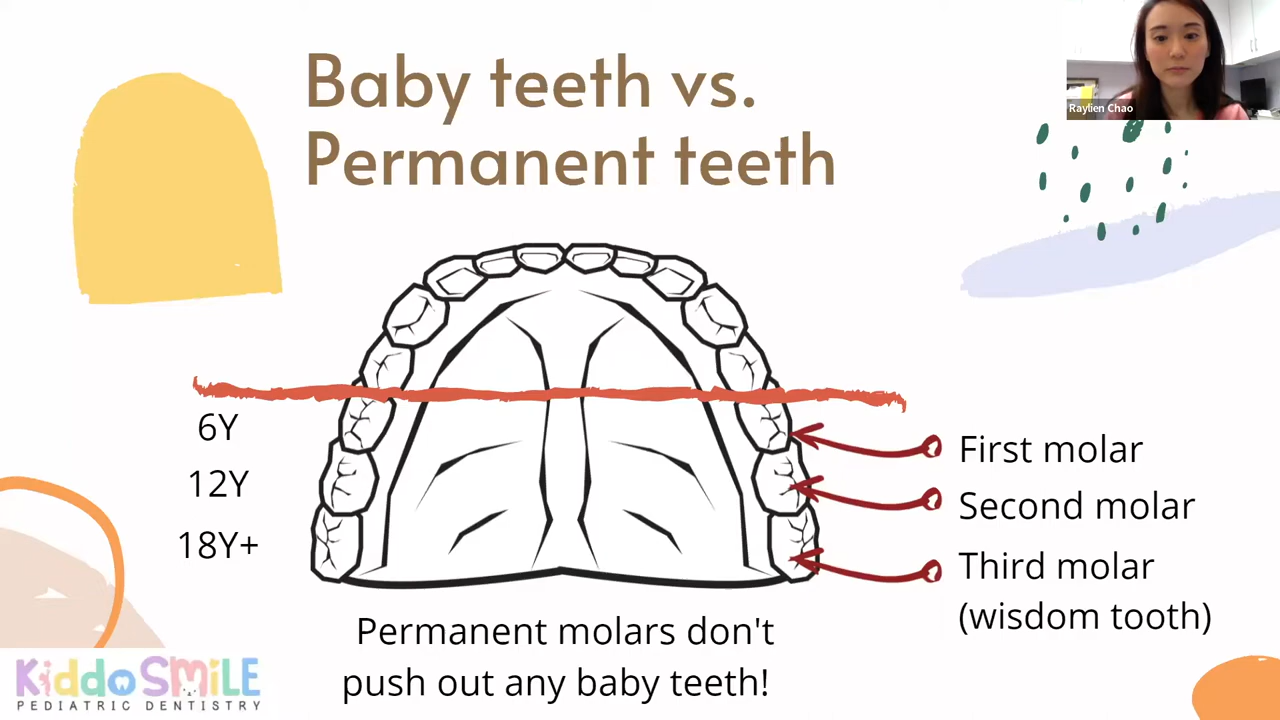 Baby teeth vs.
Permanent teeth
Raylien Chao
6Y
12Y
18Y+
First molar
Second molar
Third molar
(wisdom tooth)
Permanent molars don't
push out any baby teeth!
KiddoSMiLE
PEDIATRIC DENTISTRY